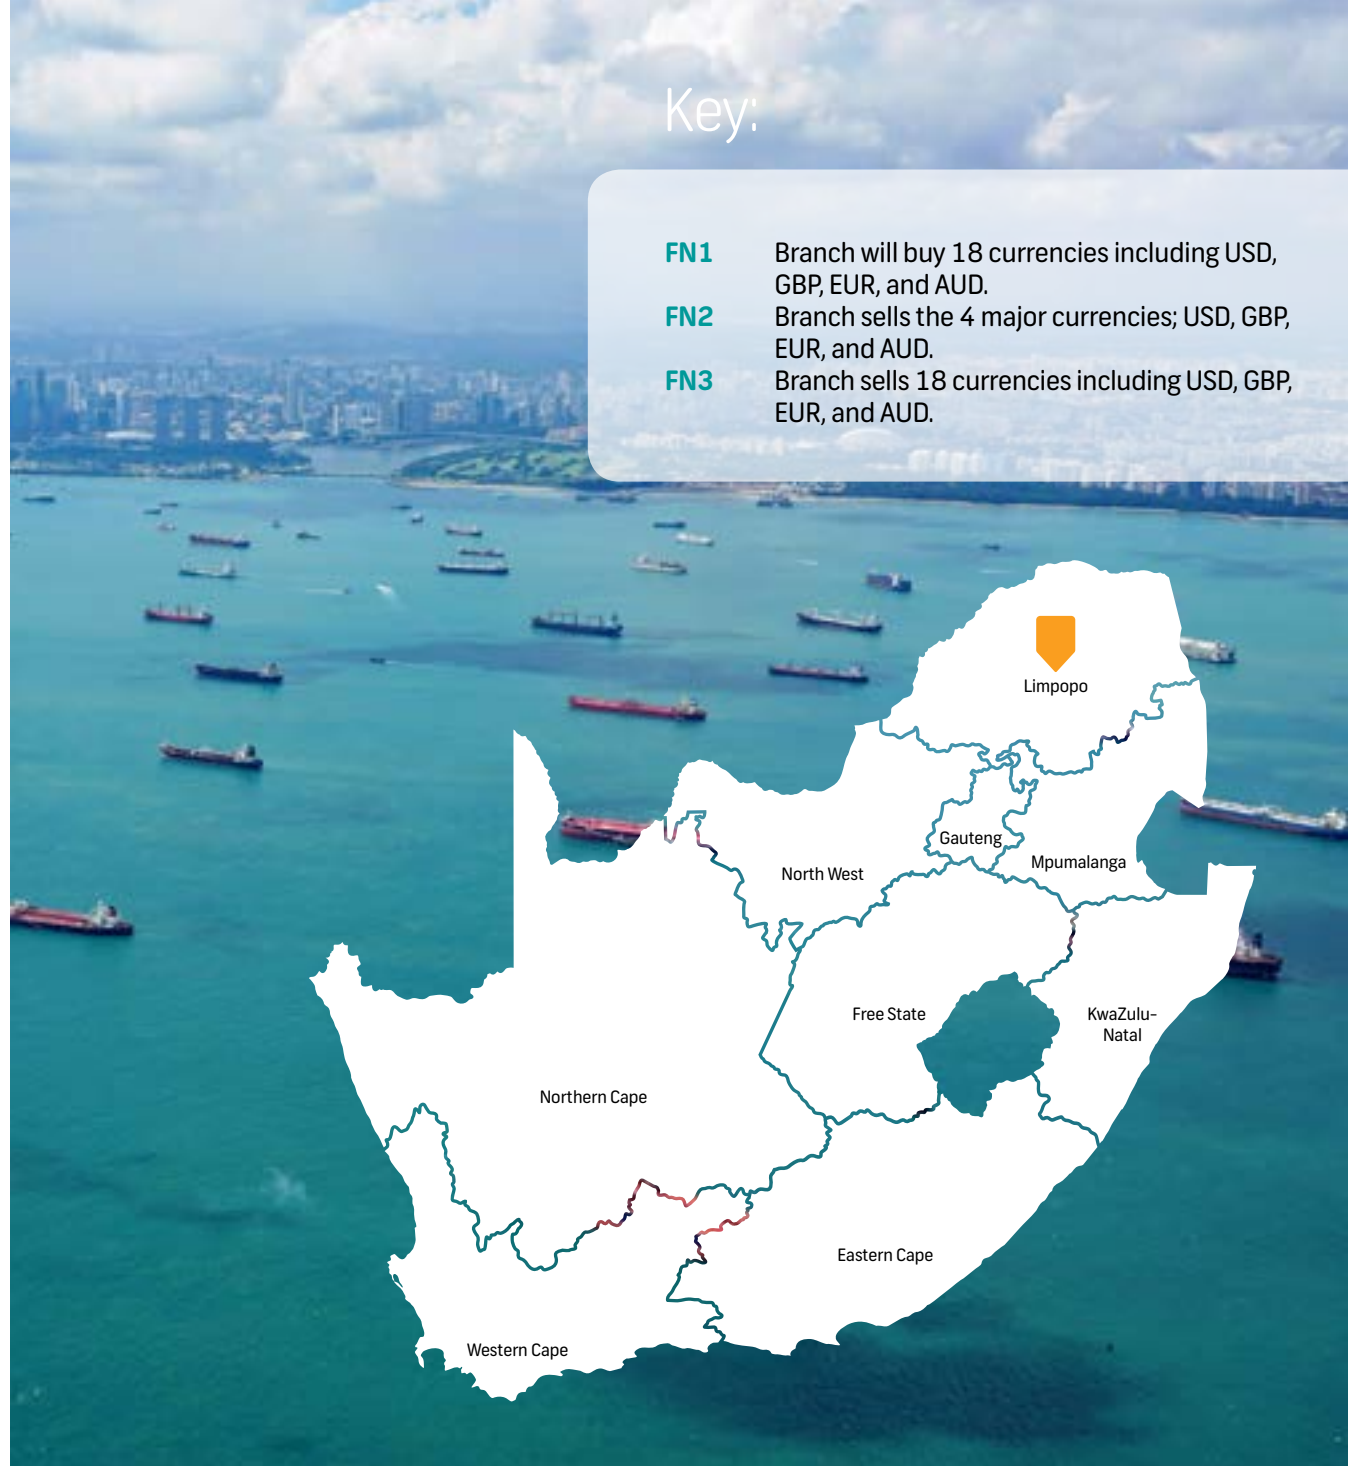 Key:
FN1 Branch will buy 18 currencies including USD,
GBP, EUR, and AUD.
FN2 Branch sells the 4 major currencies; USD, GBP,
EUR, and AUD.
FN3 Branch sells 18 currencies including USD, GBP,
EUR, and AUD.
Limpopo
Gauteng
Mpumalanga
North West
Free State
KwaZulu-
Natal
Northern Cape
Eastern Cape
Western Cape